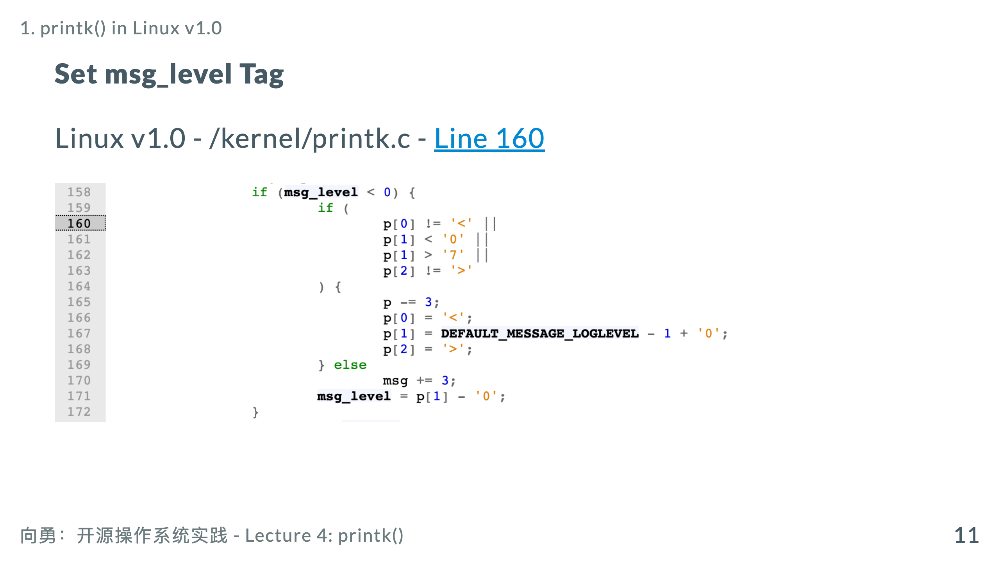 1. printk() in Linux v1.0
Set msg_level Tag
Linux v1.0 - /kernel/printk.c - Line 160
158 if (msg_level < 0) {
159 if (
160 p[0] != '<' ||
161 p[1] < '0' ||
162 p[1] > '7' ||
163 p[2] != '>'
164 ) {
165 p -= 3;
166 p[0] = '<';
167 p[1] = DEFAULT_MESSAGE_LOGLEVEL - 1 + '0';
168 p[2] = '>';
169 } else
170 msg += 3;
171 msg_level = p[1] - '0';
172 }
向勇：开源操作系统实践 - Lecture 4: printk()
11